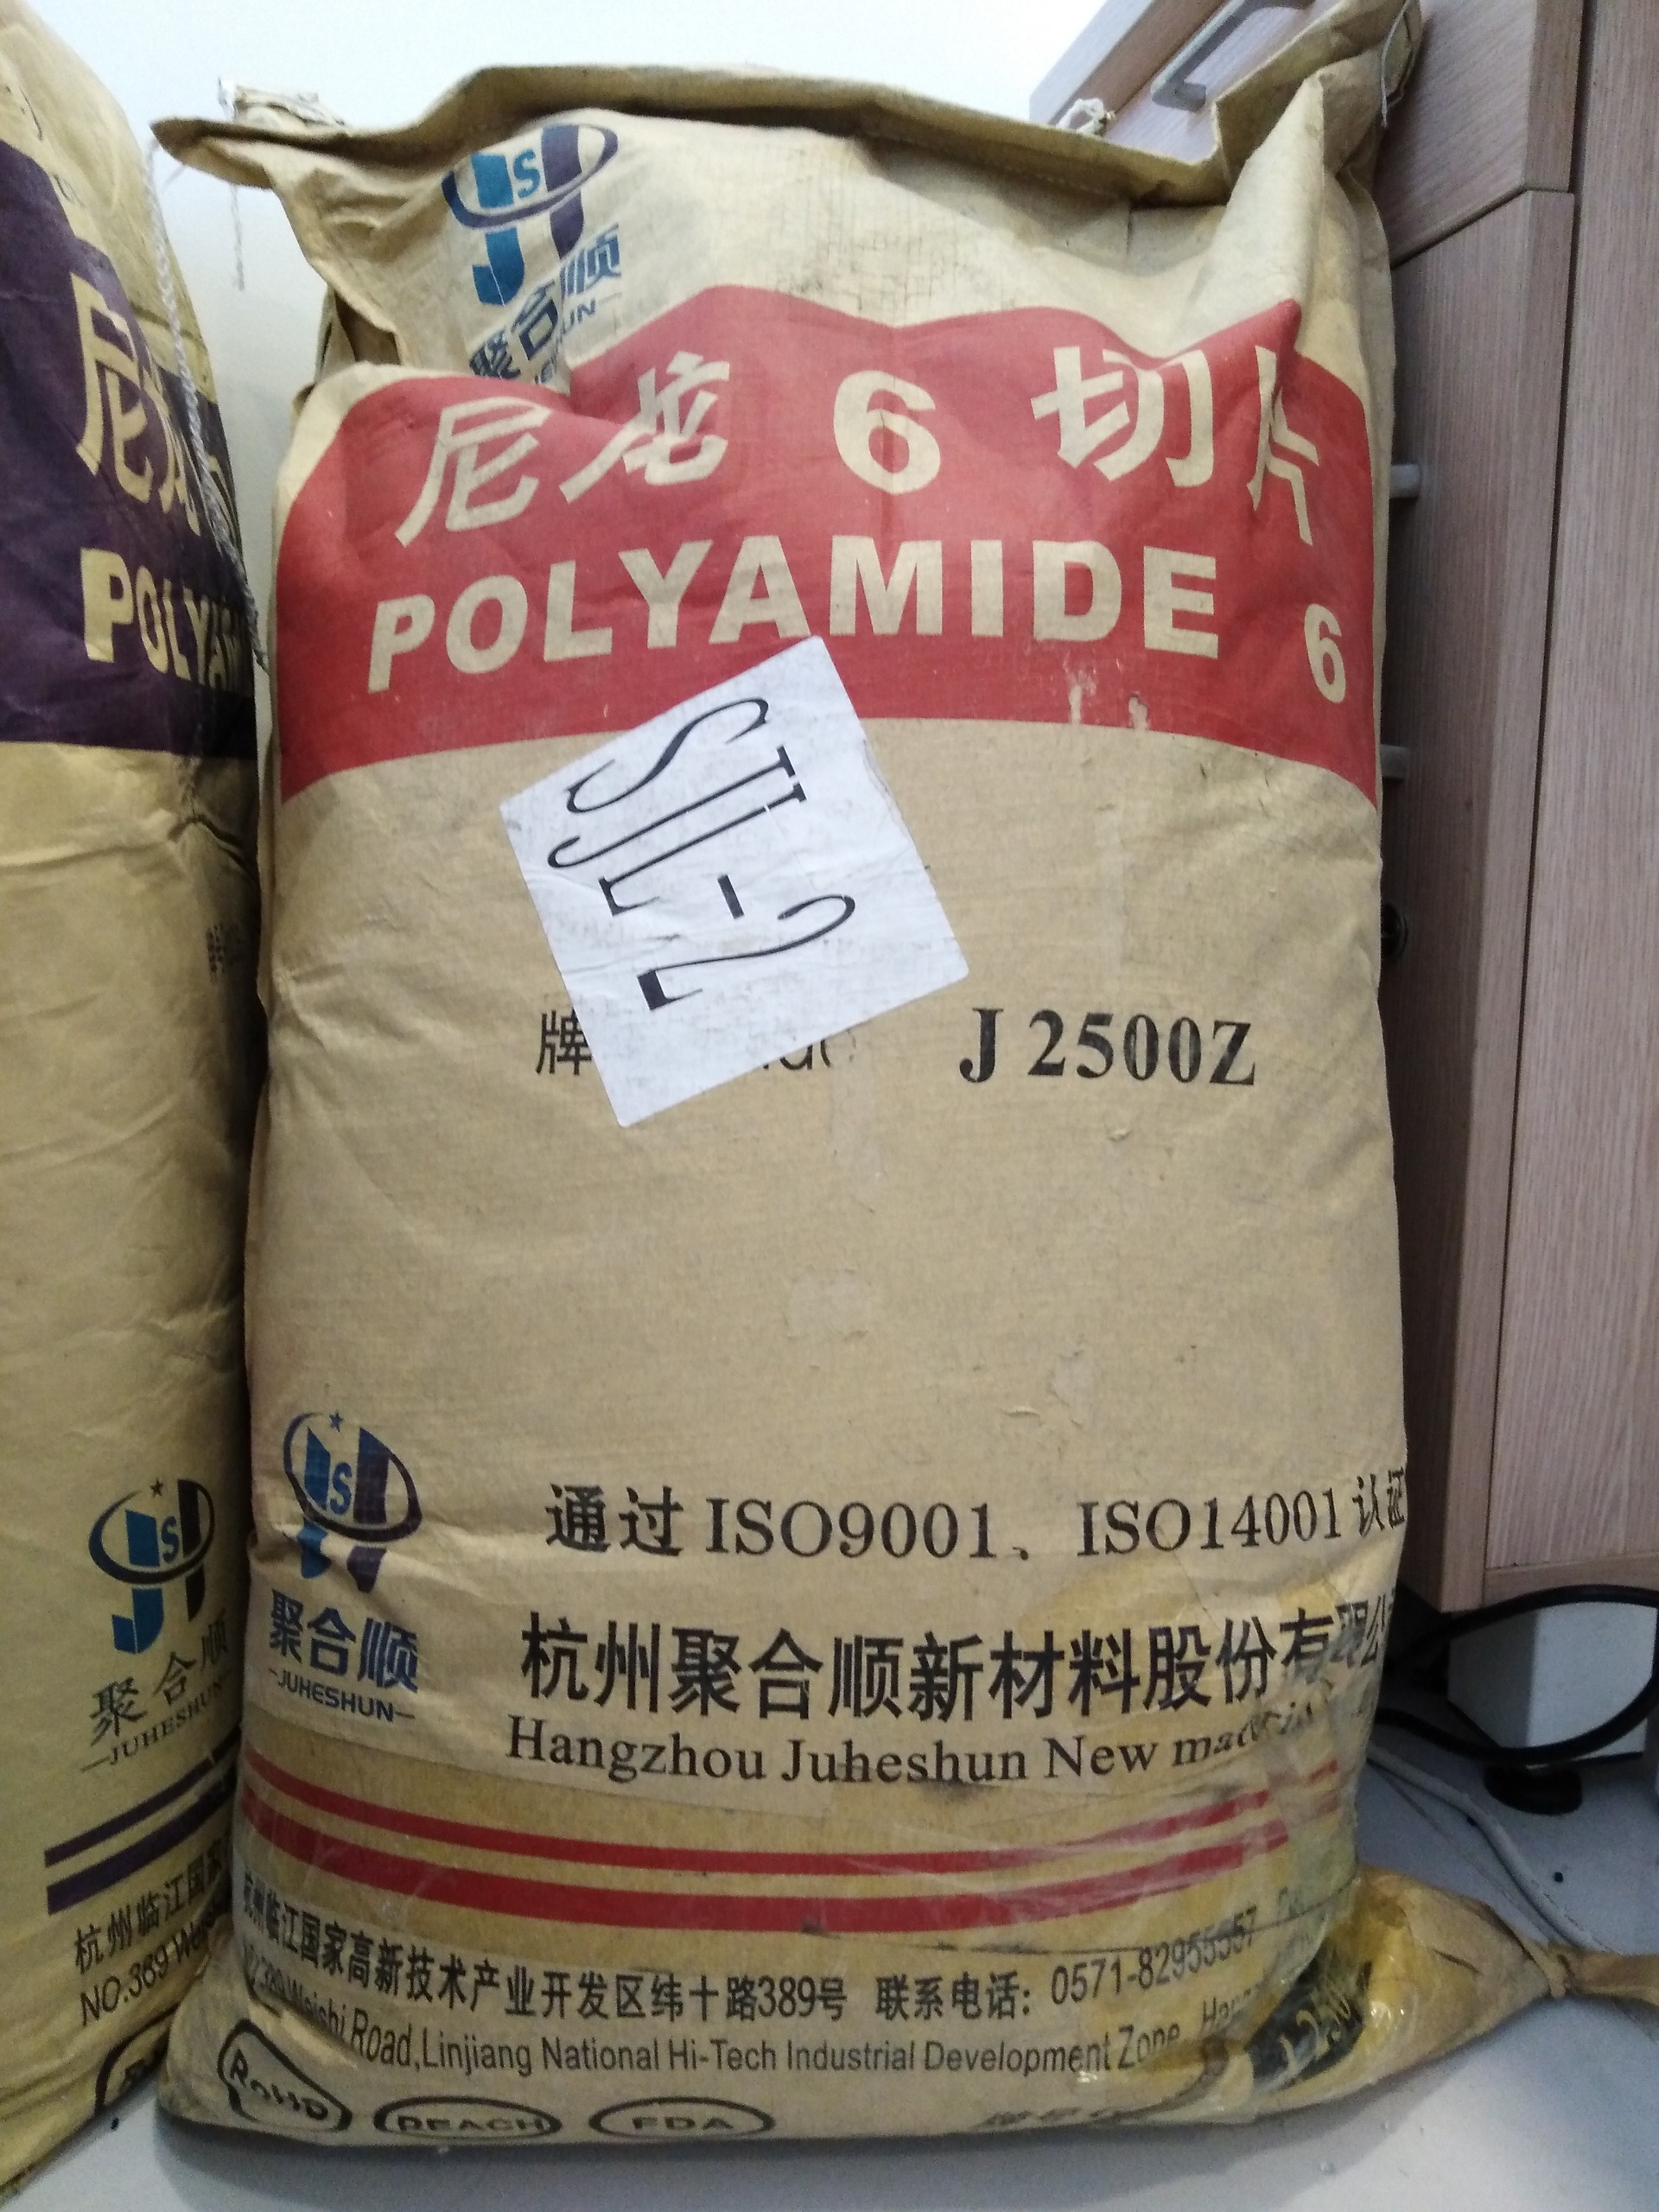 聚合顺
尼龙 6 切片
POLYAMIDE 6
SJL-2
牌
J 2500Z
通过 ISO9001、ISO14001 认证
聚合顺
JUHESHUN
杭州聚合顺新材料股份有限公
Hangzhou Juheshun New material
杭州临江国家高新技术产业开发区纬十路389号 联系电话：0571-82955557
Weishi Road,Linjiang National Hi-Tech Industrial Development Zone
RoHD
REACH
FDA
尼龙
POLYAM
聚合顺
JUHESHUN
杭州临江国
NO.389